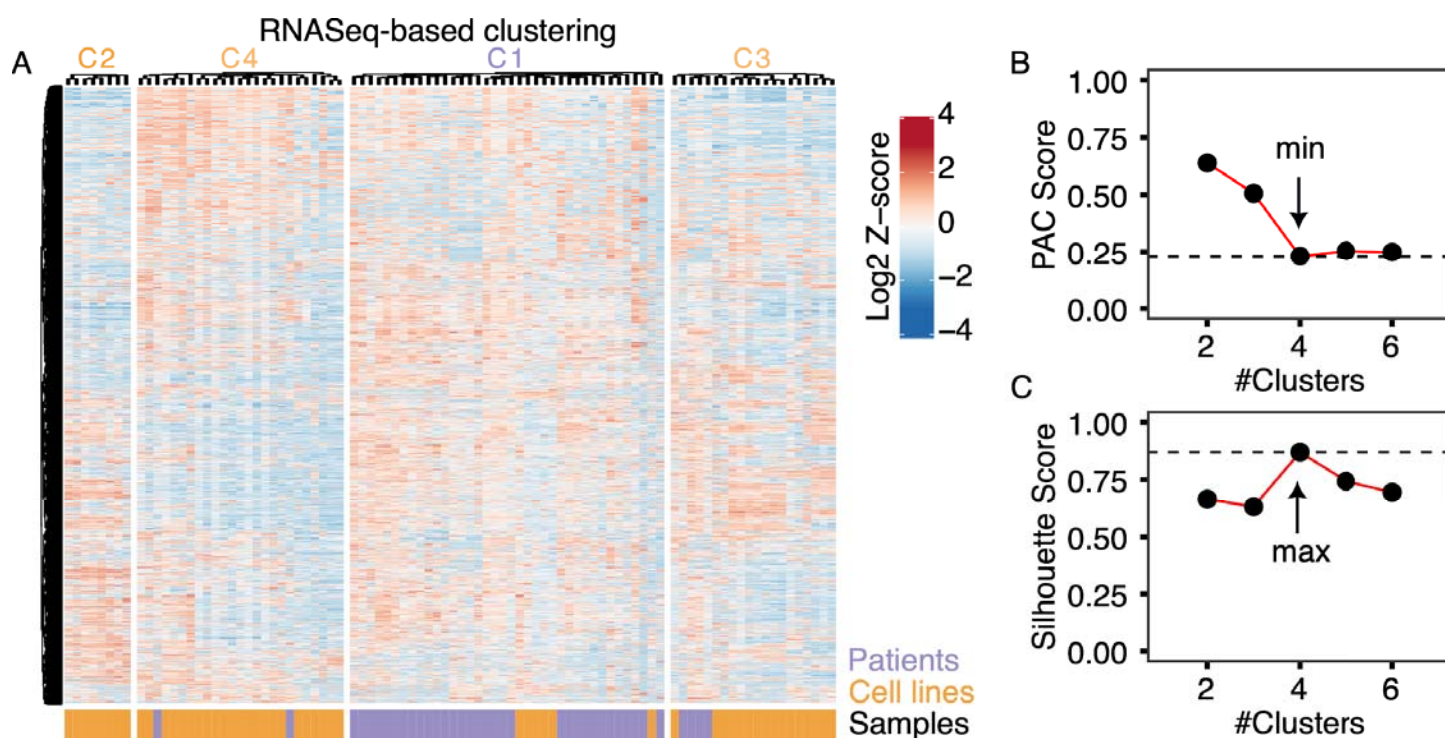 RNASeq-based clustering
A
C2 C4 C1 C3
Log2 Z−score
4
2
0
−2
−4
Patients
Cell lines
Samples
B
PAC Score
1.00
0.75
0.50
0.25
0.00
min
2 4 6
#Clusters
C
Silhouette Score
1.00
0.75
0.50
0.25
0.00
max
2 4 6
#Clusters